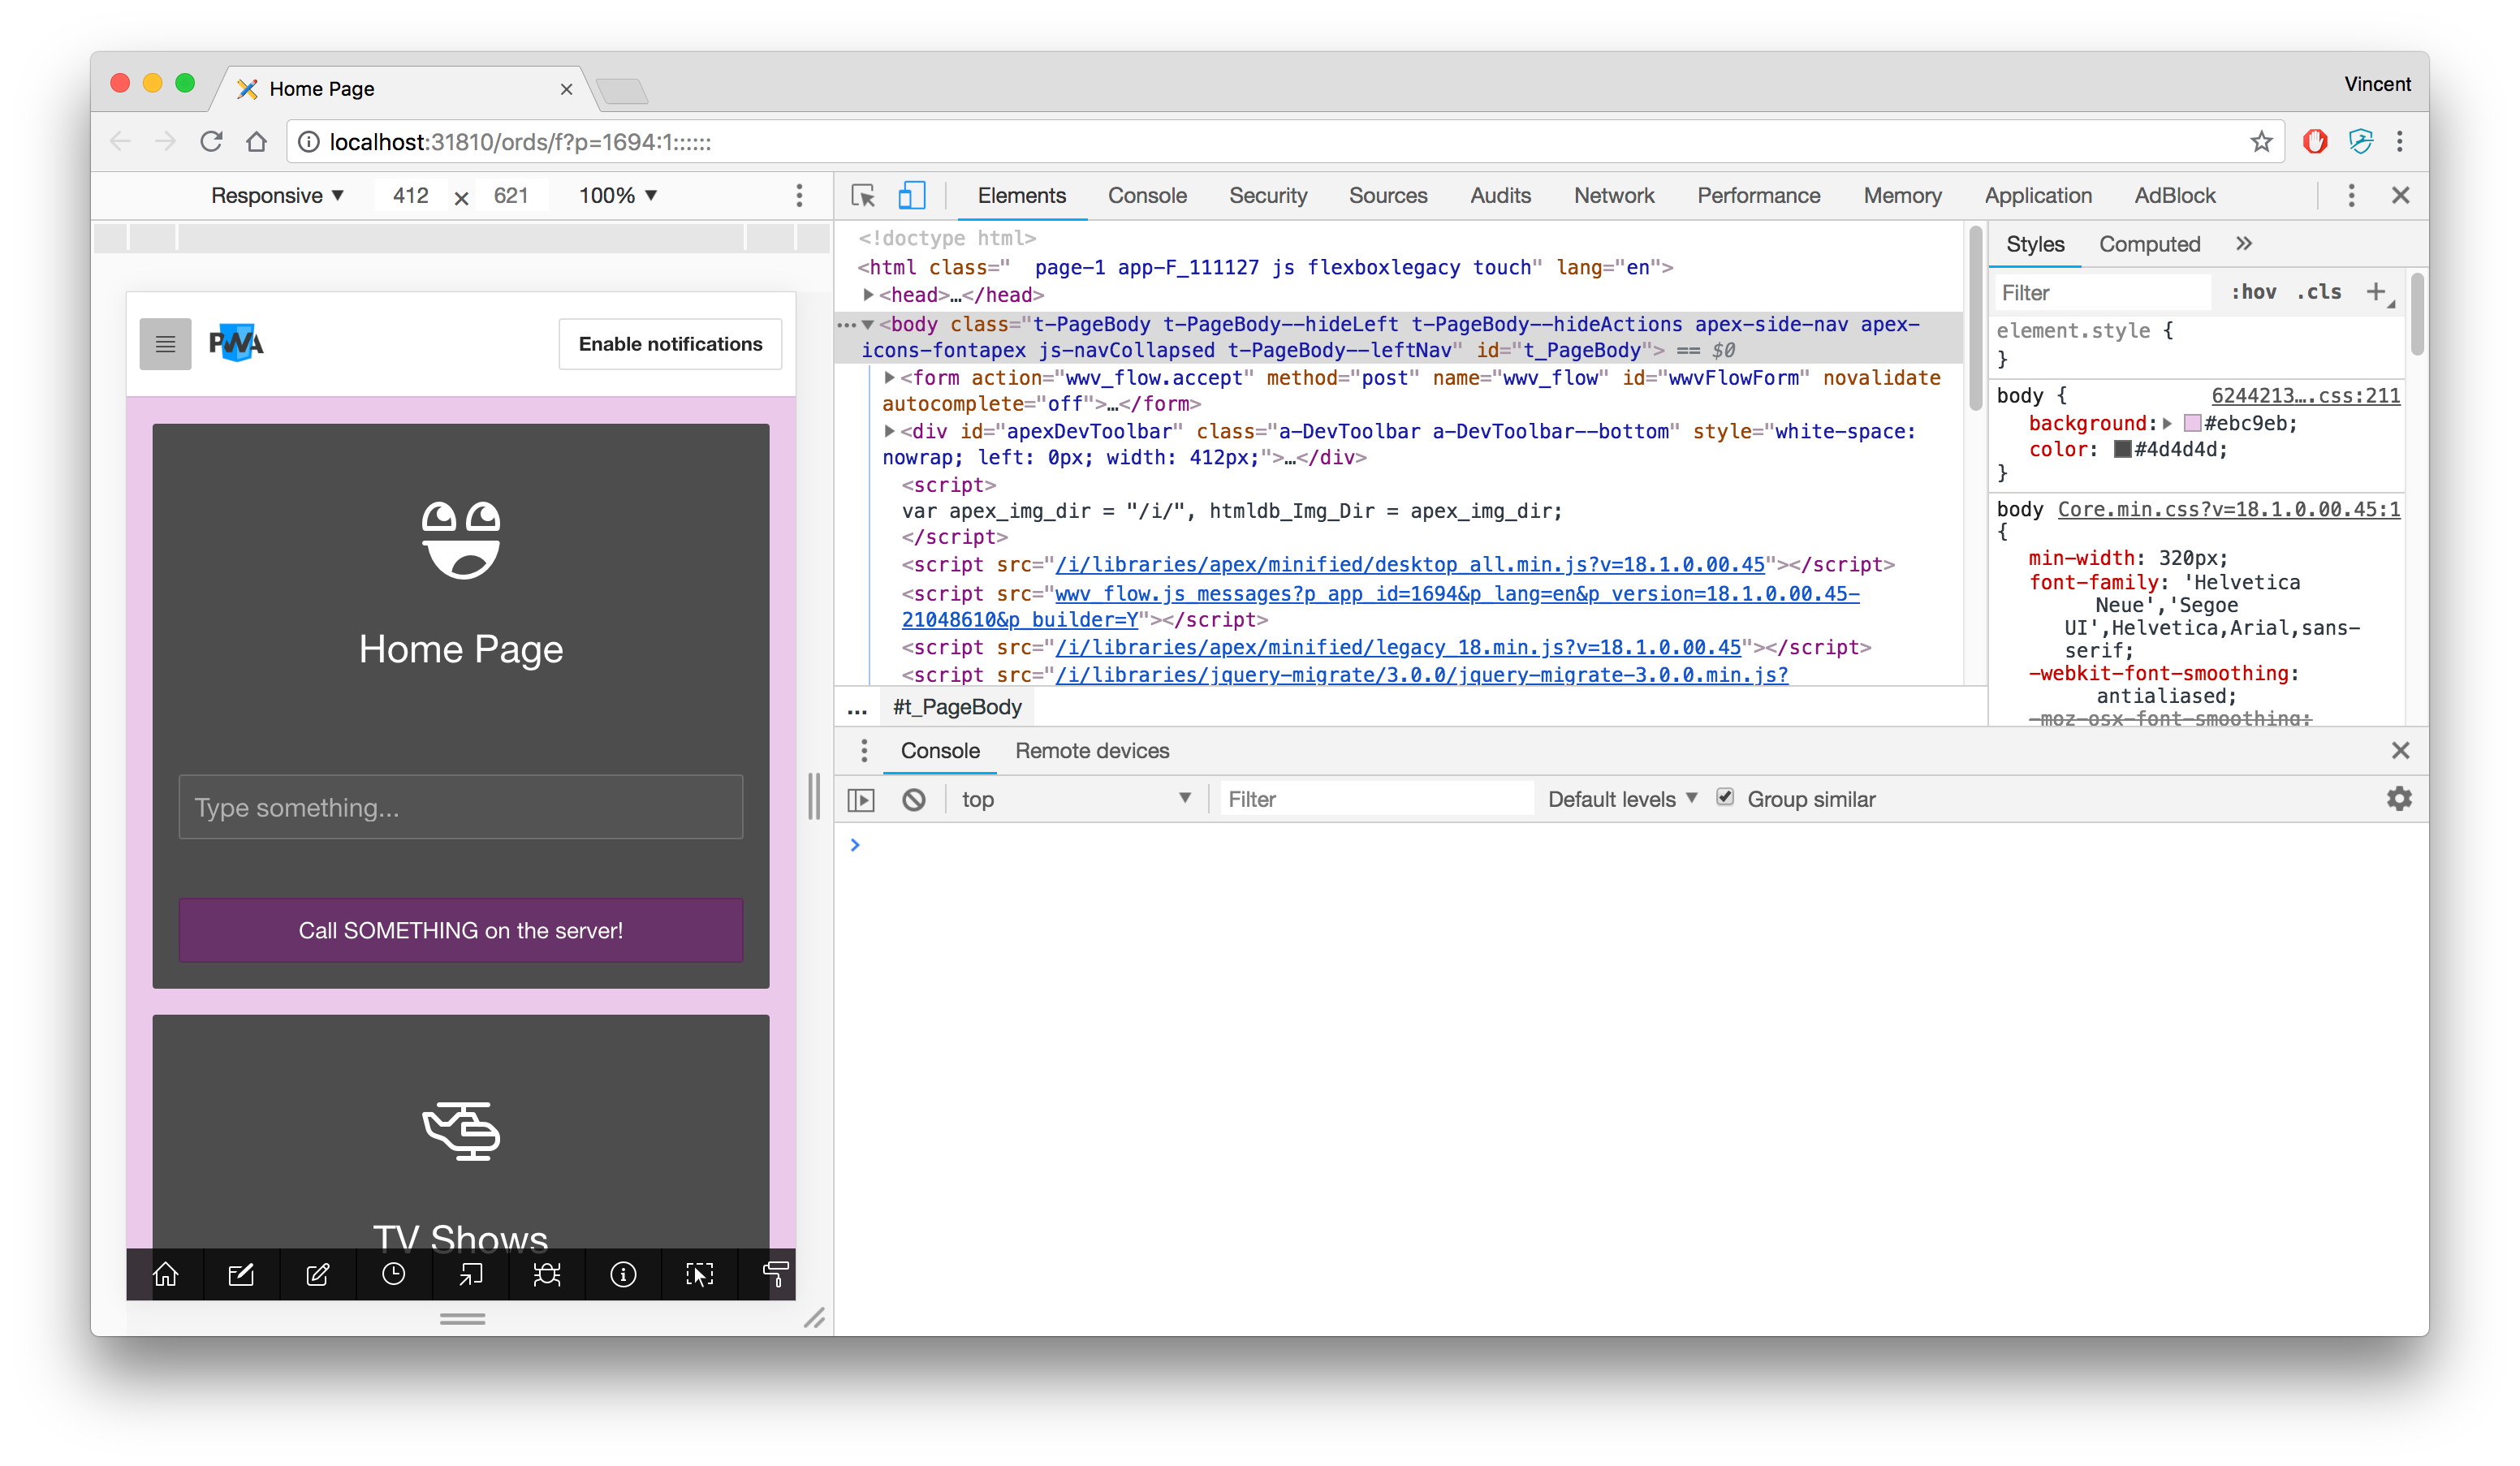 Home Page
Vincent
localhost:31810/ords/f?p=1694:1::::::
Responsive ▼ 412 × 621 100% ▼
Elements Console Security Sources Audits Network Performance Memory Application AdBlock
PWA
Enable notifications
Home Page
Type something...
Call SOMETHING on the server!
TV Shows
<!doctype html>
<html class="  page-1 app-F_111127 js flexboxlegacy touch" lang="en">
▶<head>…</head>
…▼<body class="t-PageBody t-PageBody--hideLeft t-PageBody--hideActions apex-side-nav apex-
icons-fontapex js-navCollapsed t-PageBody--leftNav" id="t_PageBody"> == $0
▶<form action="wwv_flow.accept" method="post" name="wwv_flow" id="wwvFlowForm" novalidate
autocomplete="off">…</form>
▶<div id="apexDevToolbar" class="a-DevToolbar a-DevToolbar--bottom" style="white-space:
nowrap; left: 0px; width: 412px;">…</div>
<script>
var apex_img_dir = "/i/", htmldb_Img_Dir = apex_img_dir;
</script>
<script src="/i/libraries/apex/minified/desktop_all.min.js?v=18.1.0.00.45"></script>
<script src="wwv_flow.js_messages?p_app_id=1694&p_lang=en&p_version=18.1.0.00.45-
21048610&p_builder=Y"></script>
<script src="/i/libraries/apex/minified/legacy_18.min.js?v=18.1.0.00.45"></script>
<script src="/i/libraries/jquery-migrate/3.0.0/jquery-migrate-3.0.0.min.js?
... #t_PageBody
Styles Computed »
Filter :hov .cls +
element.style {
}
body { 6244213….css:211
background:▶ #ebc9eb;
color: #4d4d4d;
}
body Core.min.css?v=18.1.0.00.45:1
{
min-width: 320px;
font-family: 'Helvetica
Neue','Segoe
UI',Helvetica,Arial,sans-
serif;
-webkit-font-smoothing:
antialiased;
-moz-osx-font-smoothing:
Console Remote devices
top ▼ Filter Default levels ▼ Group similar
>